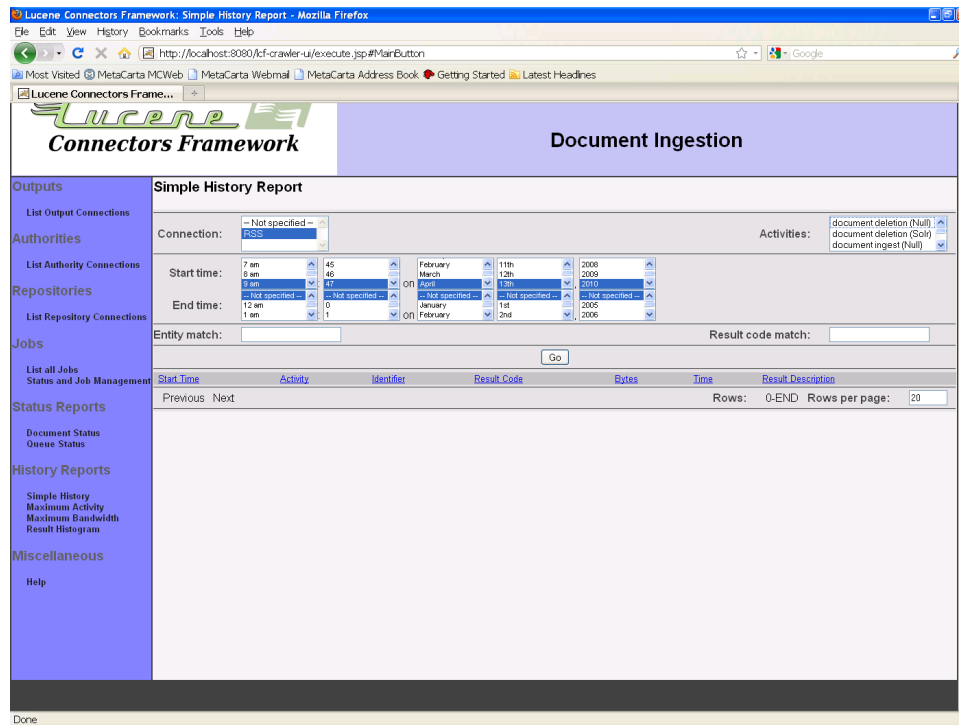 Lucene Connectors Framework: Simple History Report - Mozilla Firefox
File Edit View History Bookmarks Tools Help
http://localhost:8080/lcf-crawler-ui/execute.jsp#MainButton
Google
Most Visited MetaCarta MCWeb MetaCarta Webmail MetaCarta Address Book Getting Started Latest Headlines
Lucene Connectors Frame...
Lucene
Connectors Framework
Document Ingestion
Outputs
List Output Connections
Authorities
List Authority Connections
Repositories
List Repository Connections
Jobs
List all Jobs
Status and Job Management
Status Reports
Document Status
Queue Status
History Reports
Simple History
Maximum Activity
Maximum Bandwidth
Result Histogram
Miscellaneous
Help
Simple History Report
Connection:
-- Not specified --
RSS
Activities:
document deletion (Null)
document deletion (Solr)
document ingest (Null)
Start time:
7 am 45 February 11th 2008
8 am 46 March 12th 2009
9 am : 47 on April 13th , 2010
End time:
-- Not specified -- -- Not specified -- -- Not specified -- -- Not specified -- -- Not specified --
12 am 0 January 1st 2005
1 am : 1 on February 2nd , 2006
Entity match: Result code match:
Go
Start Time Activity Identifier Result Code Bytes Time Result Description
Previous Next Rows: 0-END Rows per page: 20
Done